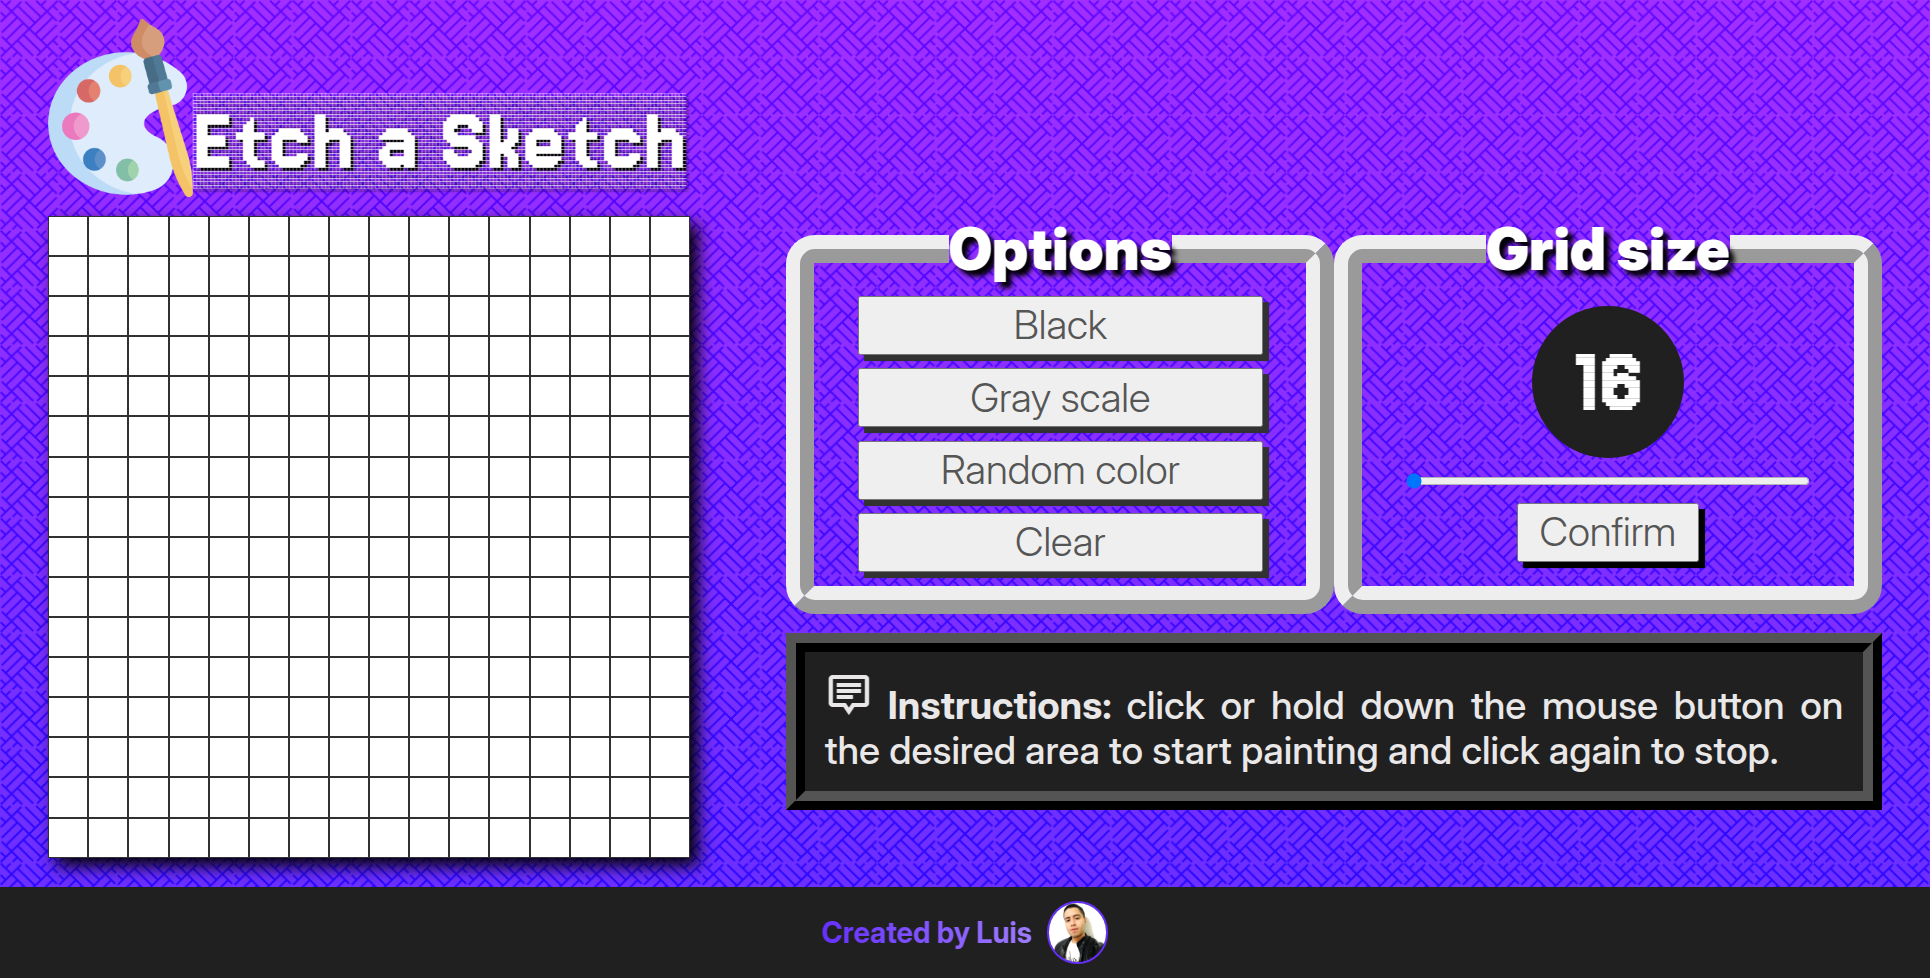 Etch a Sketch
Options
Black
Gray scale
Random color
Clear
Grid size
16
Confirm
Instructions: click or hold down the mouse button on
the desired area to start painting and click again to stop.
Created by Luis